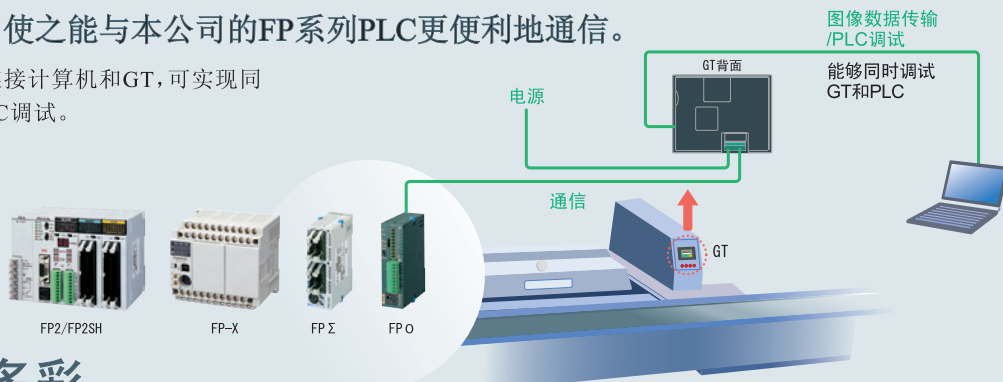 使之能与本公司的FP系列PLC更便利地通信。
接计算机和GT,可实现同
C调试。
图像数据传输
/PLC调试
能够同时调试
GT和PLC
GT背面
电源
通信
GT
FP2/FP2SH
FP-X
FPΣ
FPO
多彩